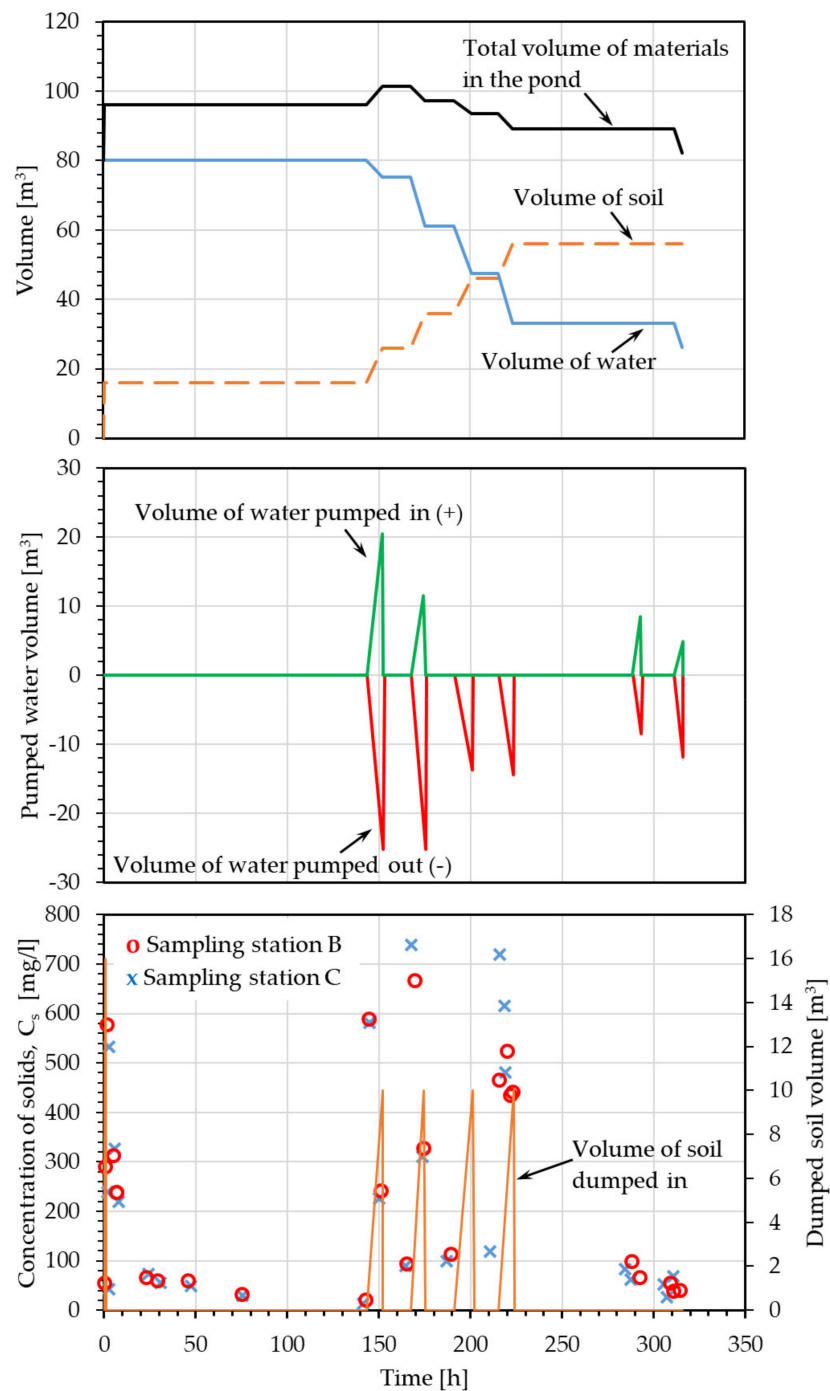 120
100
80
60
40
20
0
Volume [m³]
Total volume of materials
in the pond
Volume of soil
Volume of water
30
20
10
0
-10
-20
-30
Pumped water volume [m³]
Volume of water pumped in (+)
Volume of water pumped out (-)
800
700
600
500
400
300
200
100
0
Concentration of solids, Cₛ [mg/l]
o Sampling station B
x Sampling station C
Volume of soil
dumped in
18
16
14
12
10
8
6
4
2
0
Dumped soil volume [m³]
0 50 100 150 200 250 300 350
Time [h]